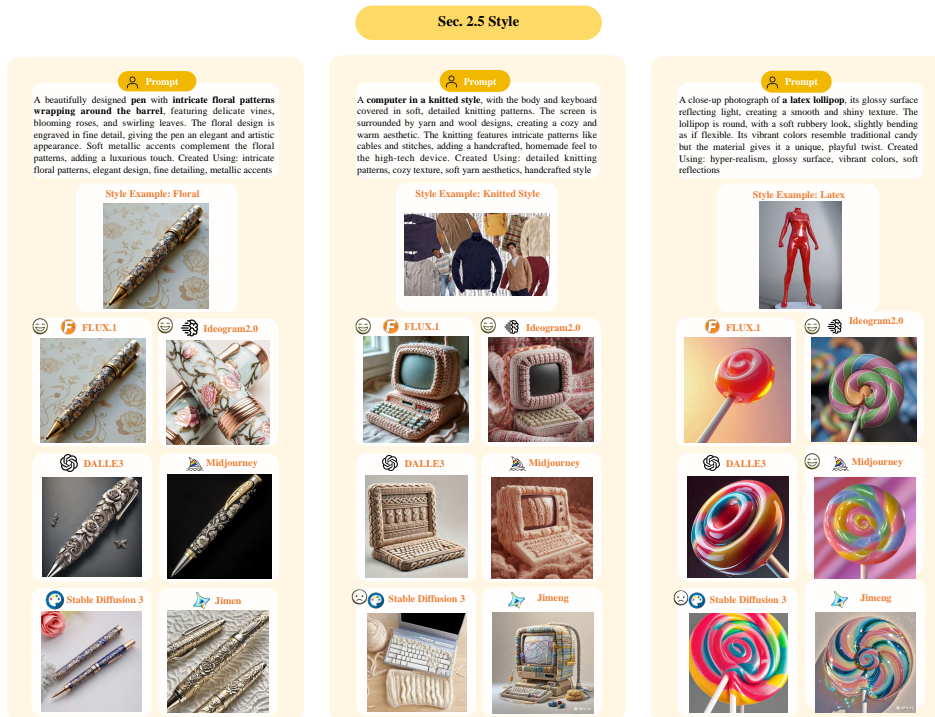 Sec. 2.5 Style
Prompt
A beautifully designed pen with intricate floral patterns
wrapping around the barrel, featuring delicate vines,
blooming roses, and swirling leaves. The floral design is
engraved in fine detail, giving the pen an elegant and artistic
appearance. Soft metallic accents complement the floral
patterns, adding a luxurious touch. Created Using: intricate
floral patterns, elegant design, fine detailing, metallic accents
Style Example: Floral
FLUX.1
Ideogram2.0
DALLE3
Midjourney
Stable Diffusion 3
Jimen
Prompt
A computer in a knitted style, with the body and keyboard
covered in soft, detailed knitting patterns. The screen is
surrounded by yarn and wool designs, creating a cozy and
warm aesthetic. The knitting features intricate patterns like
cables and stitches, adding a handcrafted, homemade feel to
the high-tech device. Created Using: detailed knitting
patterns, cozy texture, soft yarn aesthetics, handcrafted style
Style Example: Knitted Style
FLUX.1
Ideogram2.0
DALLE3
Midjourney
Stable Diffusion 3
Jimeng
Prompt
A close-up photograph of a latex lollipop, its glossy surface
reflecting light, creating a smooth and shiny texture. The
lollipop is round, with a soft rubbery look, slightly bending
as if flexible. Its vibrant colors resemble traditional candy
but the material gives it a unique, playful twist. Created
Using: hyper-realism, glossy surface, vibrant colors, soft
reflections
Style Example: Latex
FLUX.1
Ideogram2.0
DALLE3
Midjourney
Stable Diffusion 3
Jimeng